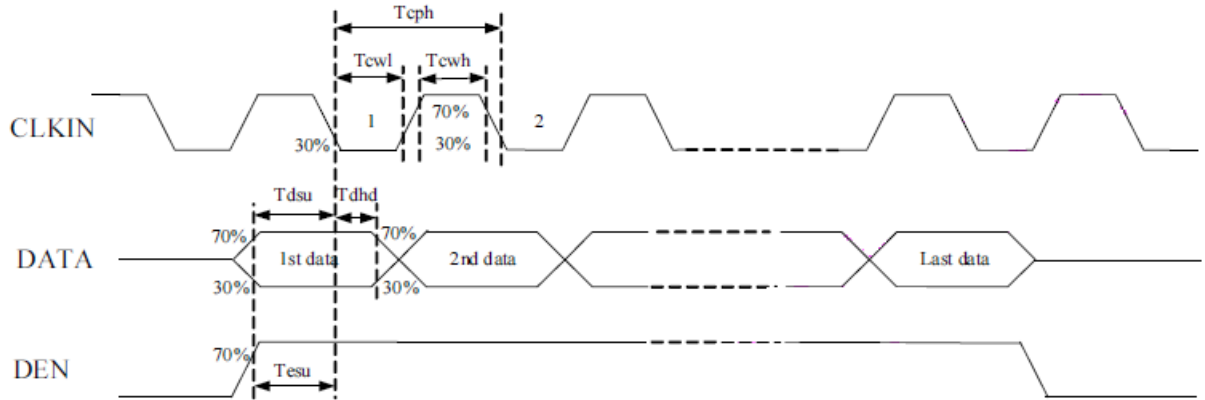 Tcph
Tcwl Tcwh
CLKIN 30% 1 70% 2
30%
Tdsu Tdhd
70% 70%
DATA 1st data 2nd data Last data
30% 30%
70%
DEN
Tesu